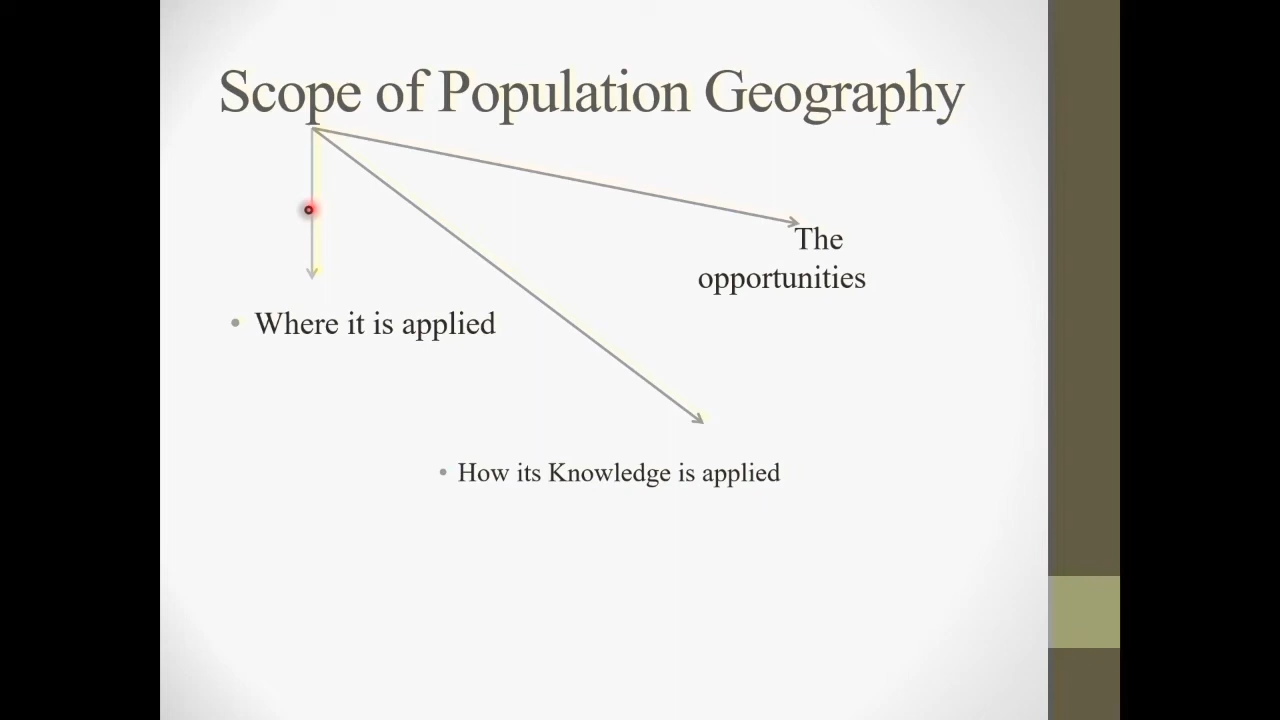 Scope of Population Geography
The
opportunities
• Where it is applied
• How its Knowledge is applied